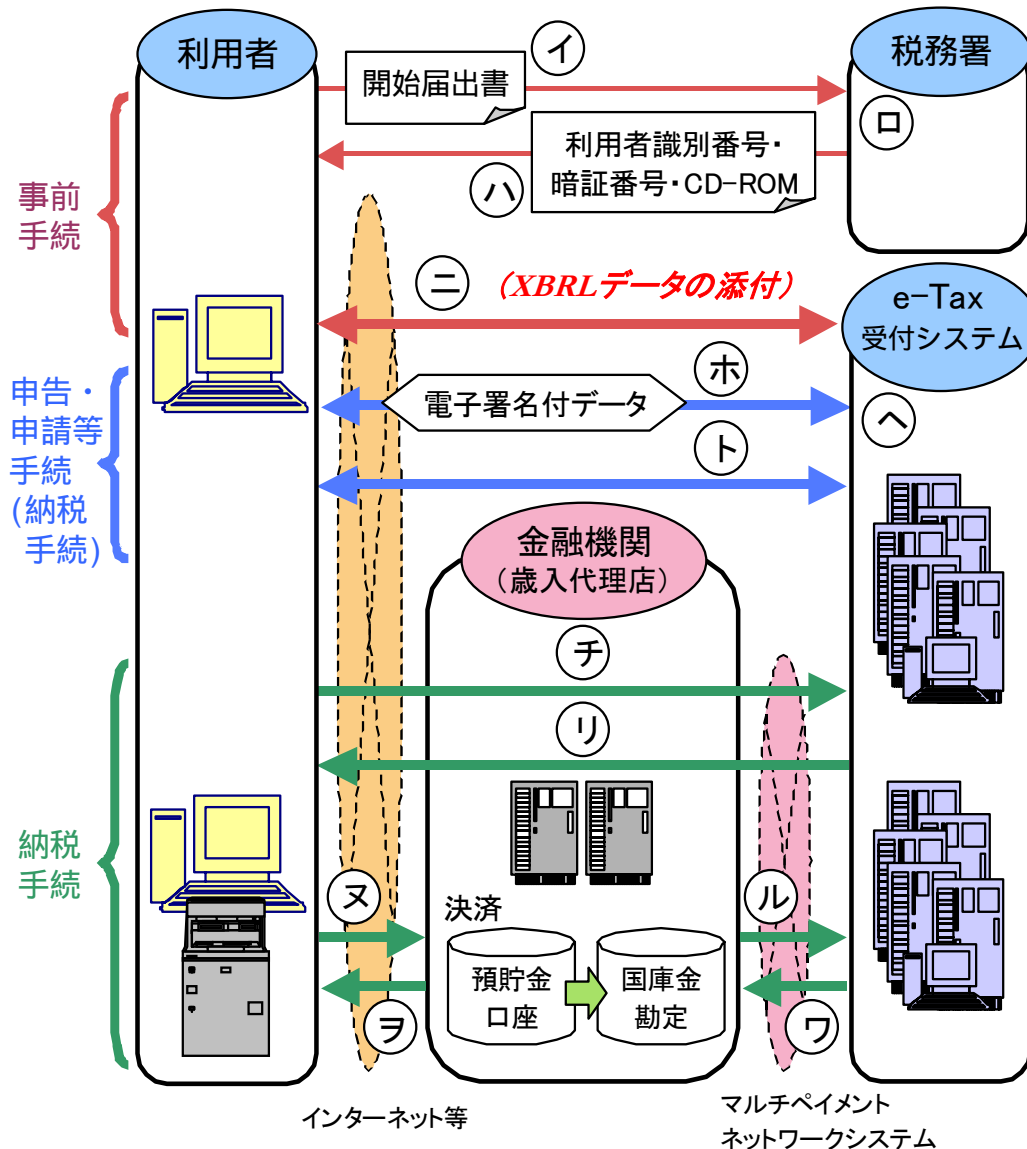 利用者
税務署
イ
開始届出書
ロ
利用者識別番号・
暗証番号・CD-ROM
ハ
事前
手続
ニ
(XBRLデータの添付)
e-Tax
受付システム
ホ
電子署名付データ
ヘ
ト
申告・
申請等
手続
(納税
手続)
金融機関
(歳入代理店)
チ
リ
納税
手続
ヌ
決済
ル
預貯金
口座
国庫金
勘定
ヲ
ワ
インターネット等
マルチペイメント
ネットワークシステム